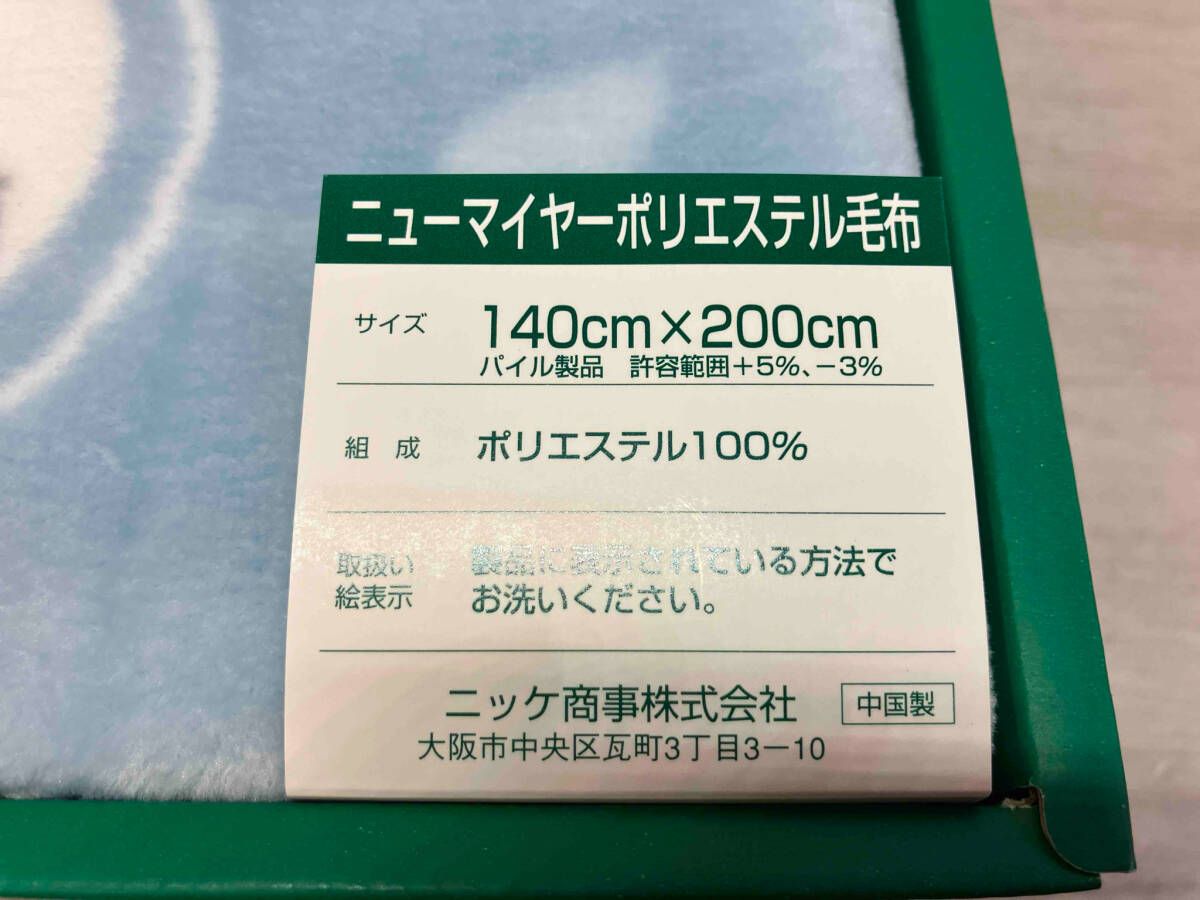 ニューマイヤーポリエステル毛布
サイズ 140cm×200cm
パイル製品 許容範囲+5%、-3%
組成 ポリエステル100%
取扱い 製品に表示されている方法で
絵表示 お洗いください。
ニッケ商事株式会社 中国製
大阪市中央区瓦町3丁目3-10